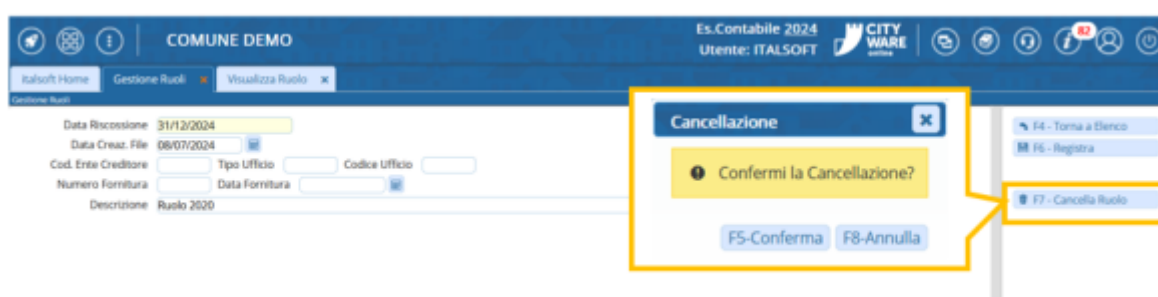 COMUNE DEMO
Es.Contabile 2024
Utente: ITALSOFT
CITY
WARE
online
82
Italsoft Home
Gestione Ruoli
Visualizza Ruolo
Gestione Ruoli
Data Riscossione 31/12/2024
Data Creaz. File 08/07/2024
Cod. Ente Creditore Tipo Ufficio Codice Ufficio
Numero Fornitura Data Fornitura
Descrizione Ruolo 2020
Cancellazione
Confermi la Cancellazione?
F5-Conferma F8-Annulla
F4 - Torna a Elenco
F6 - Registra
F7 - Cancella Ruolo